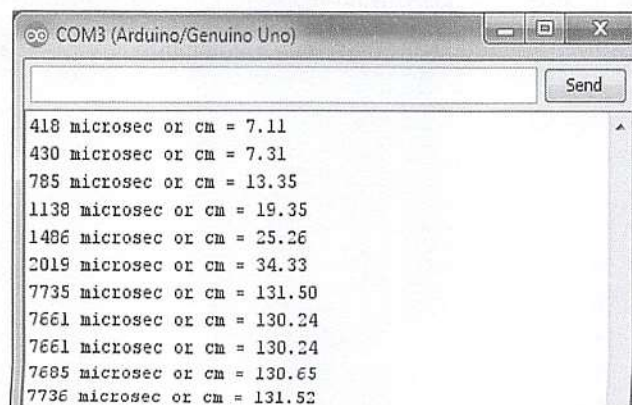 COM3 (Arduino/Genuino Uno)
Send
418 microsec or cm = 7.11
430 microsec or cm = 7.31
785 microsec or cm = 13.35
1138 microsec or cm = 19.35
1486 microsec or cm = 25.26
2019 microsec or cm = 34.33
7735 microsec or cm = 131.50
7661 microsec or cm = 130.24
7661 microsec or cm = 130.24
7685 microsec or cm = 130.65
7736 microsec or cm = 131.52